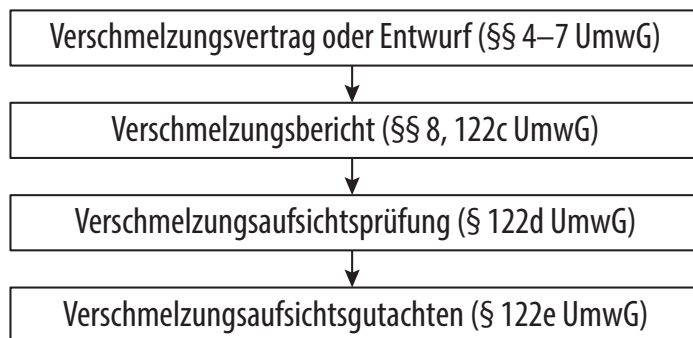 Verschmelzungsvertrag oder Entwurf (§§ 4–7 UmwG)
Verschmelzungsbericht (§§ 8, 122c UmwG)
Verschmelzungsaufsichtsprüfung (§ 122d UmwG)
Verschmelzungsaufsichtsgutachten (§ 122e UmwG)